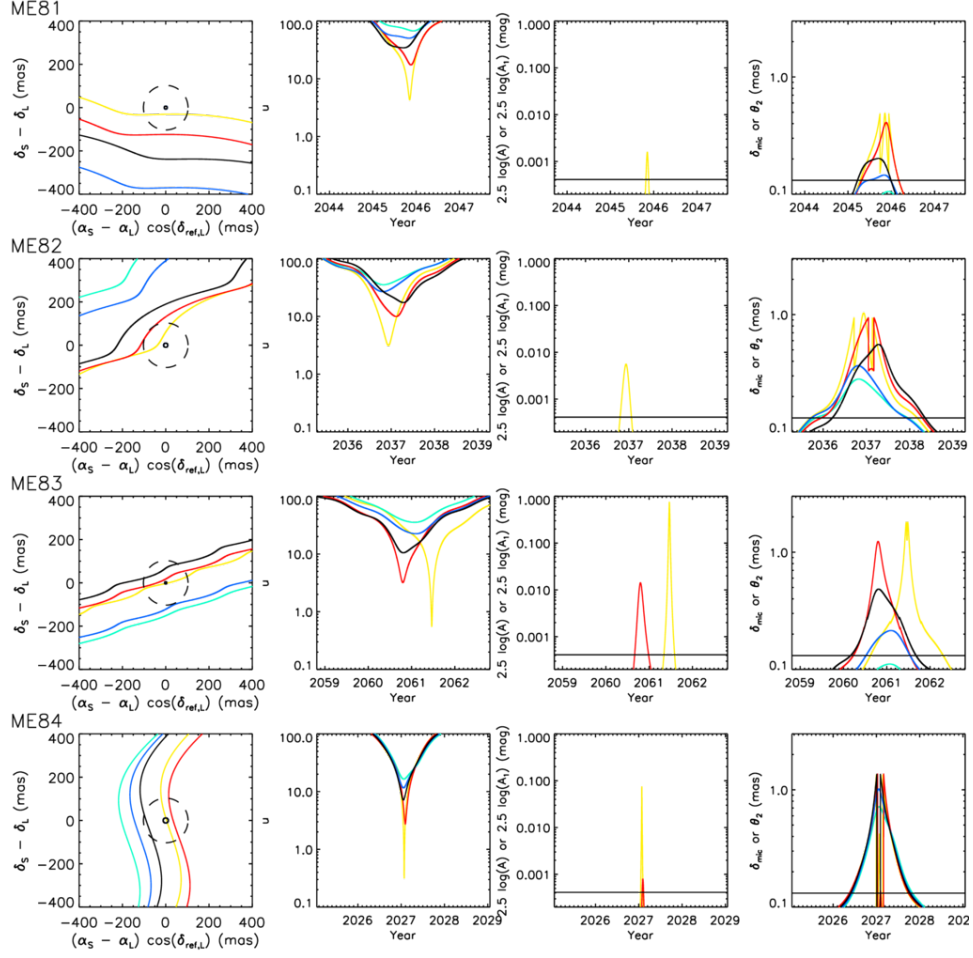 ME81
δS − δL (mas)
400
200
0
−200
−400
−400 −200 0 200 400
(αS − αL) cos(δref,L) (mas)
u
100.0
10.0
1.0
0.1
2044 2045 2046 2047
Year
2.5 log(A) or 2.5 log(A1) (mag)
1.000
0.100
0.010
0.001
2044 2045 2046 2047
Year
δmic or θ2 (mas)
1.0
0.1
2044 2045 2046 2047
Year
ME82
δS − δL (mas)
400
200
0
−200
−400
−400 −200 0 200 400
(αS − αL) cos(δref,L) (mas)
u
100.0
10.0
1.0
0.1
2036 2037 2038 2039
Year
2.5 log(A) or 2.5 log(A1) (mag)
1.000
0.100
0.010
0.001
2036 2037 2038 2039
Year
δmic or θ2 (mas)
1.0
0.1
2036 2037 2038 2039
Year
ME83
δS − δL (mas)
400
200
0
−200
−400
−400 −200 0 200 400
(αS − αL) cos(δref,L) (mas)
u
100.0
10.0
1.0
0.1
2059 2060 2061 2062
Year
2.5 log(A) or 2.5 log(A1) (mag)
1.000
0.100
0.010
0.001
2059 2060 2061 2062
Year
δmic or θ2 (mas)
1.0
0.1
2059 2060 2061 2062
Year
ME84
δS − δL (mas)
400
200
0
−200
−400
−400 −200 0 200 400
(αS − αL) cos(δref,L) (mas)
u
100.0
10.0
1.0
0.1
2026 2027 2028 2029
Year
2.5 log(A) or 2.5 log(A1) (mag)
1.000
0.100
0.010
0.001
2026 2027 2028 2029
Year
δmic or θ2 (mas)
1.0
0.1
2026 2027 2028 202
Year